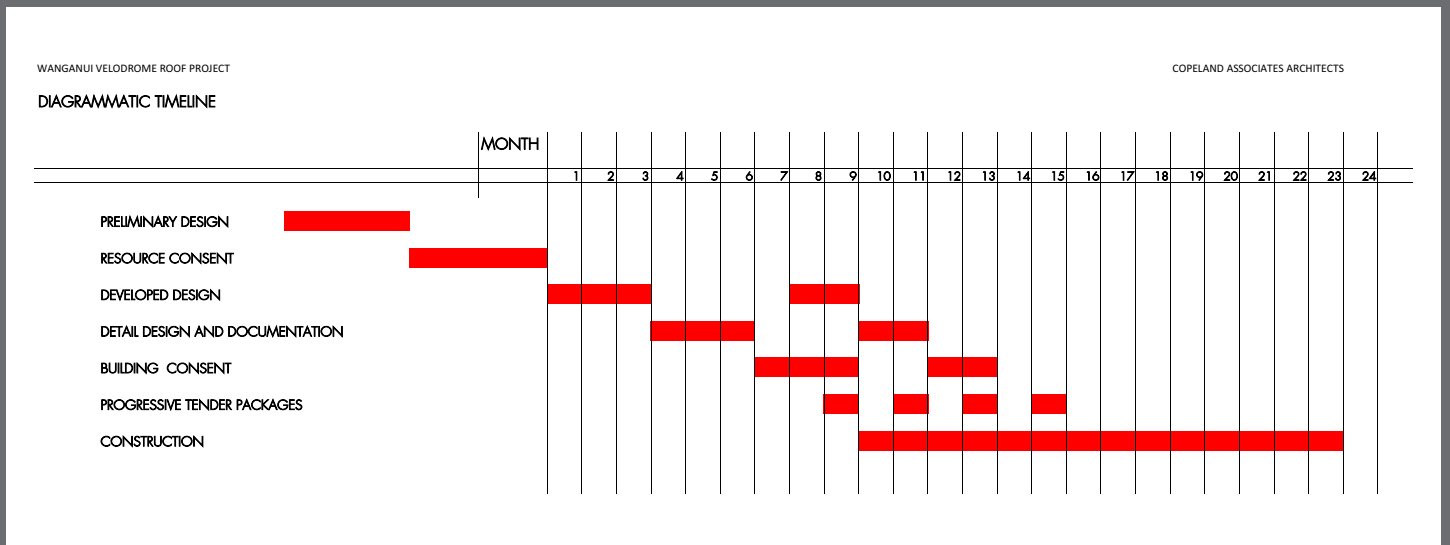 WANGANUI VELODROME ROOF PROJECT
COPELAND ASSOCIATES ARCHITECTS
DIAGRAMMATIC TIMELINE
MONTH
1 2 3 4 5 6 7 8 9 10 11 12 13 14 15 16 17 18 19 20 21 22 23 24
PRELIMINARY DESIGN
RESOURCE CONSENT
DEVELOPED DESIGN
DETAIL DESIGN AND DOCUMENTATION
BUILDING CONSENT
PROGRESSIVE TENDER PACKAGES
CONSTRUCTION